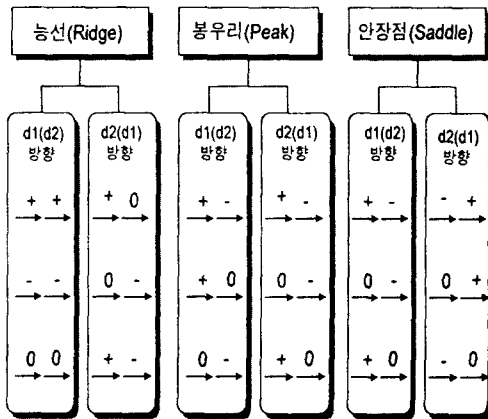 능선(Ridge)
봉우리(Peak)
안장점(Saddle)
d1(d2)
방향
d2(d1)
방향
d1(d2)
방향
d2(d1)
방향
d1(d2)
방향
d2(d1)
방향
+ + + 0 + - + - + - - +
- - 0 - + 0 0 - 0 - 0 +
0 0 + - 0 - + 0 + 0 - 0